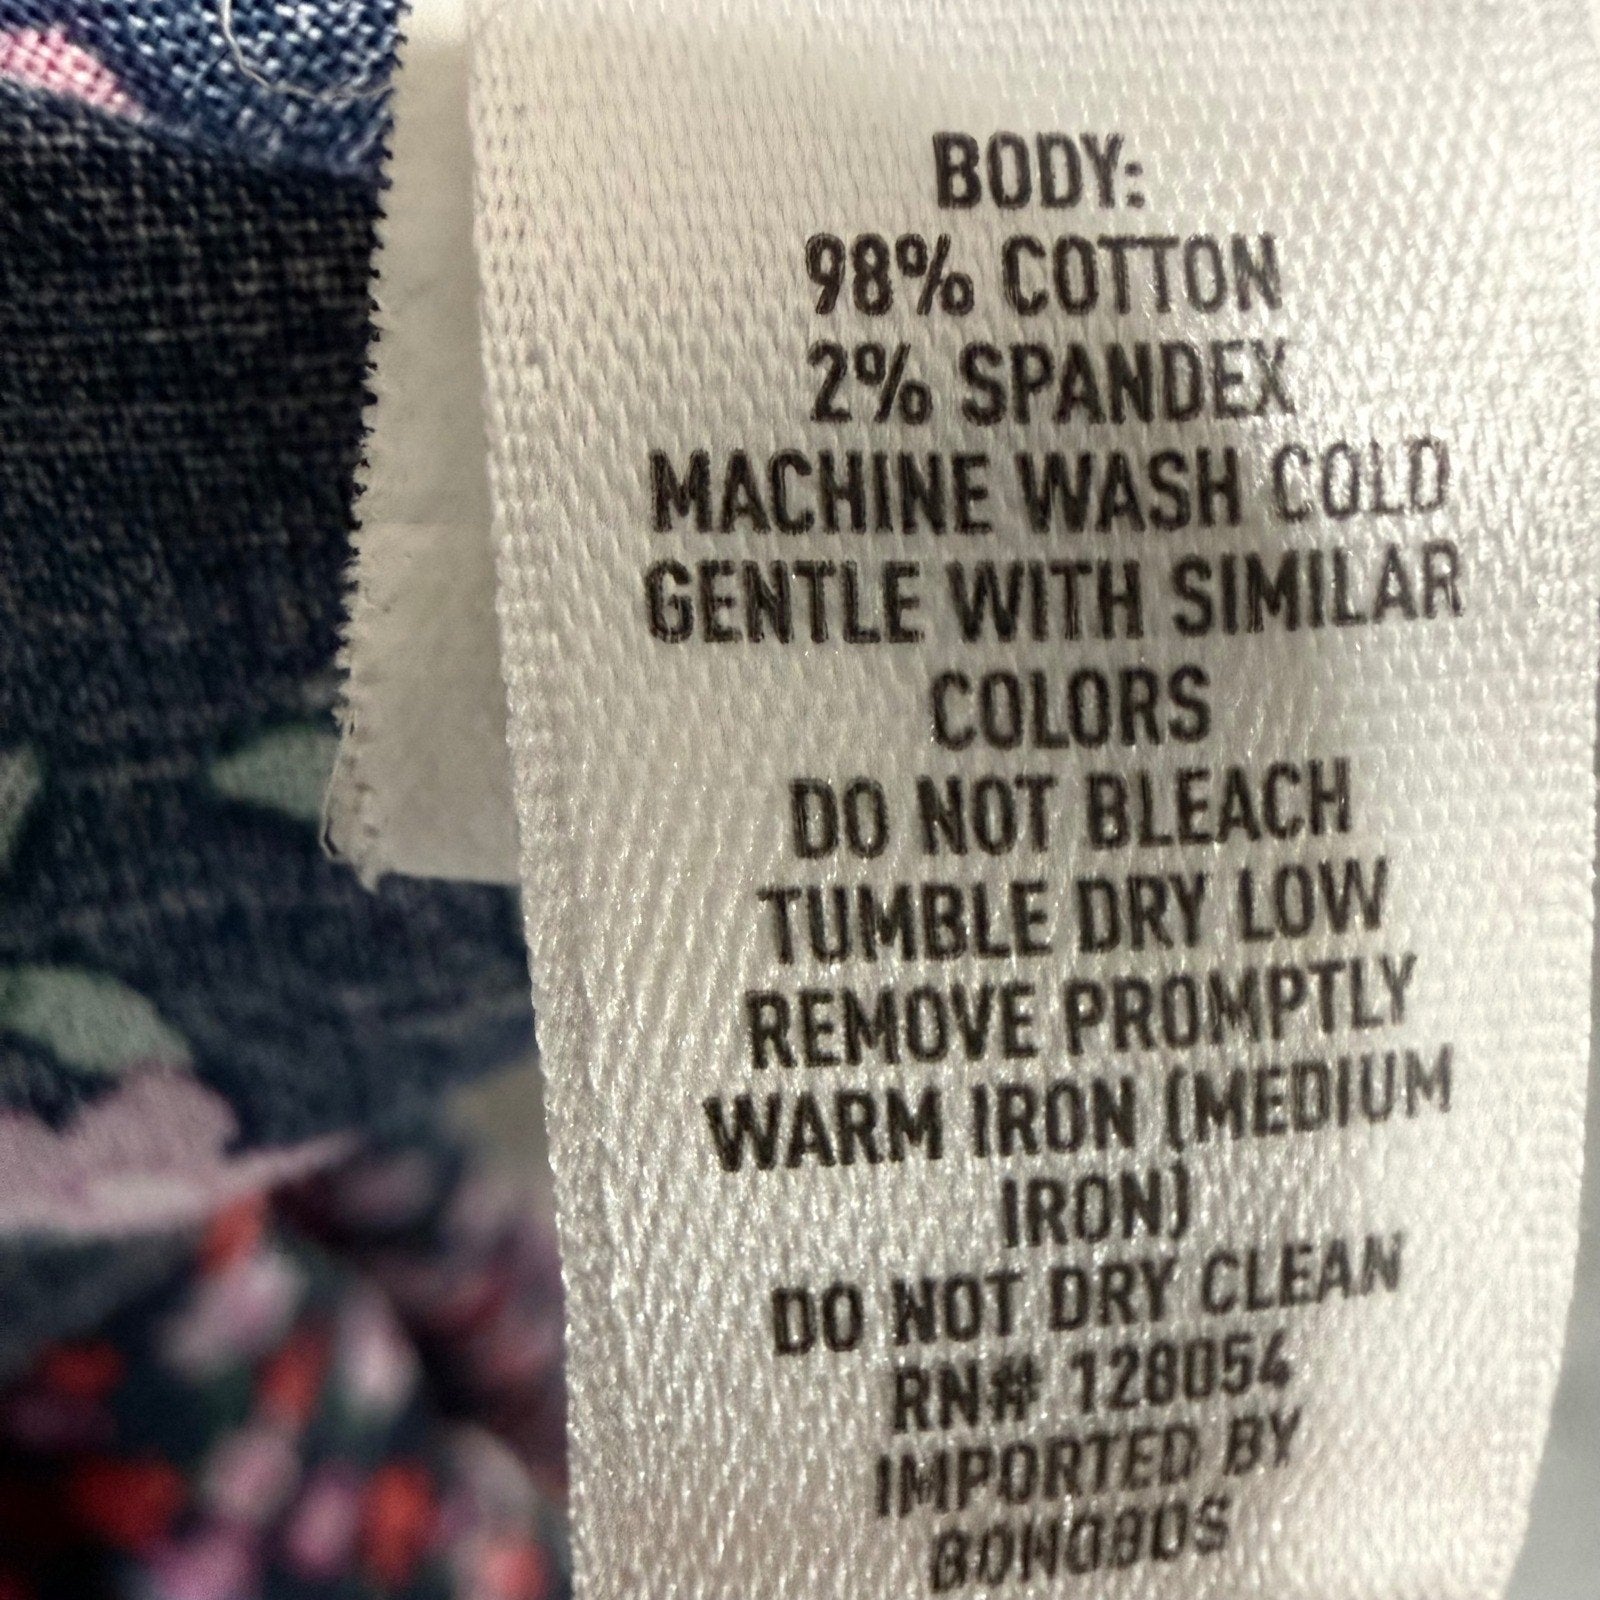 BODY:
98% COTTON
2% SPANDEX
MACHINE WASH COLD
GENTLE WITH SIMILAR
COLORS
DO NOT BLEACH
TUMBLE DRY LOW
REMOVE PROMPTLY
WARM IRON (MEDIUM
IRON)
DO NOT DRY CLEAN
RN# 128054
IMPORTED BY
BONOBOS